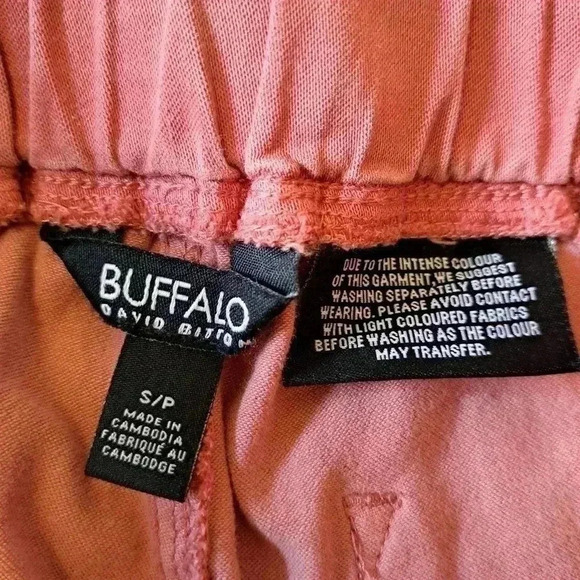 BUFFALO
DAVID BITTON
S/P
MADE IN
CAMBODIA
FABRIQUÉ AU
CAMBODGE
DUE TO THE INTENSE COLOUR
OF THIS GARMENT, WE SUGGEST
WASHING SEPARATELY BEFORE
WEARING. PLEASE AVOID CONTACT
WITH LIGHT COLOURED FABRICS
BEFORE WASHING AS THE COLOUR
MAY TRANSFER.